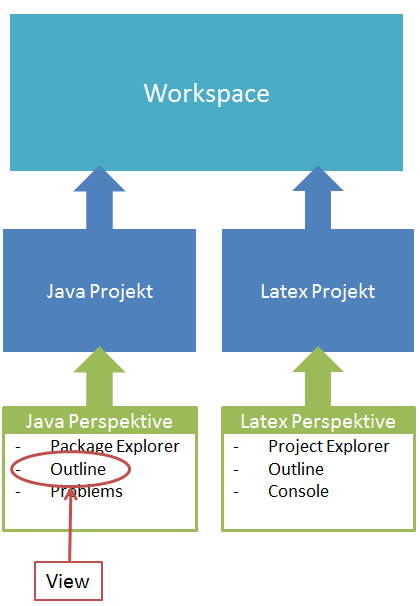 Workspace
Java Projekt
Latex Projekt
Java Perspektive
- Package Explorer
- Outline
- Problems
Latex Perspektive
- Project Explorer
- Outline
- Console
View